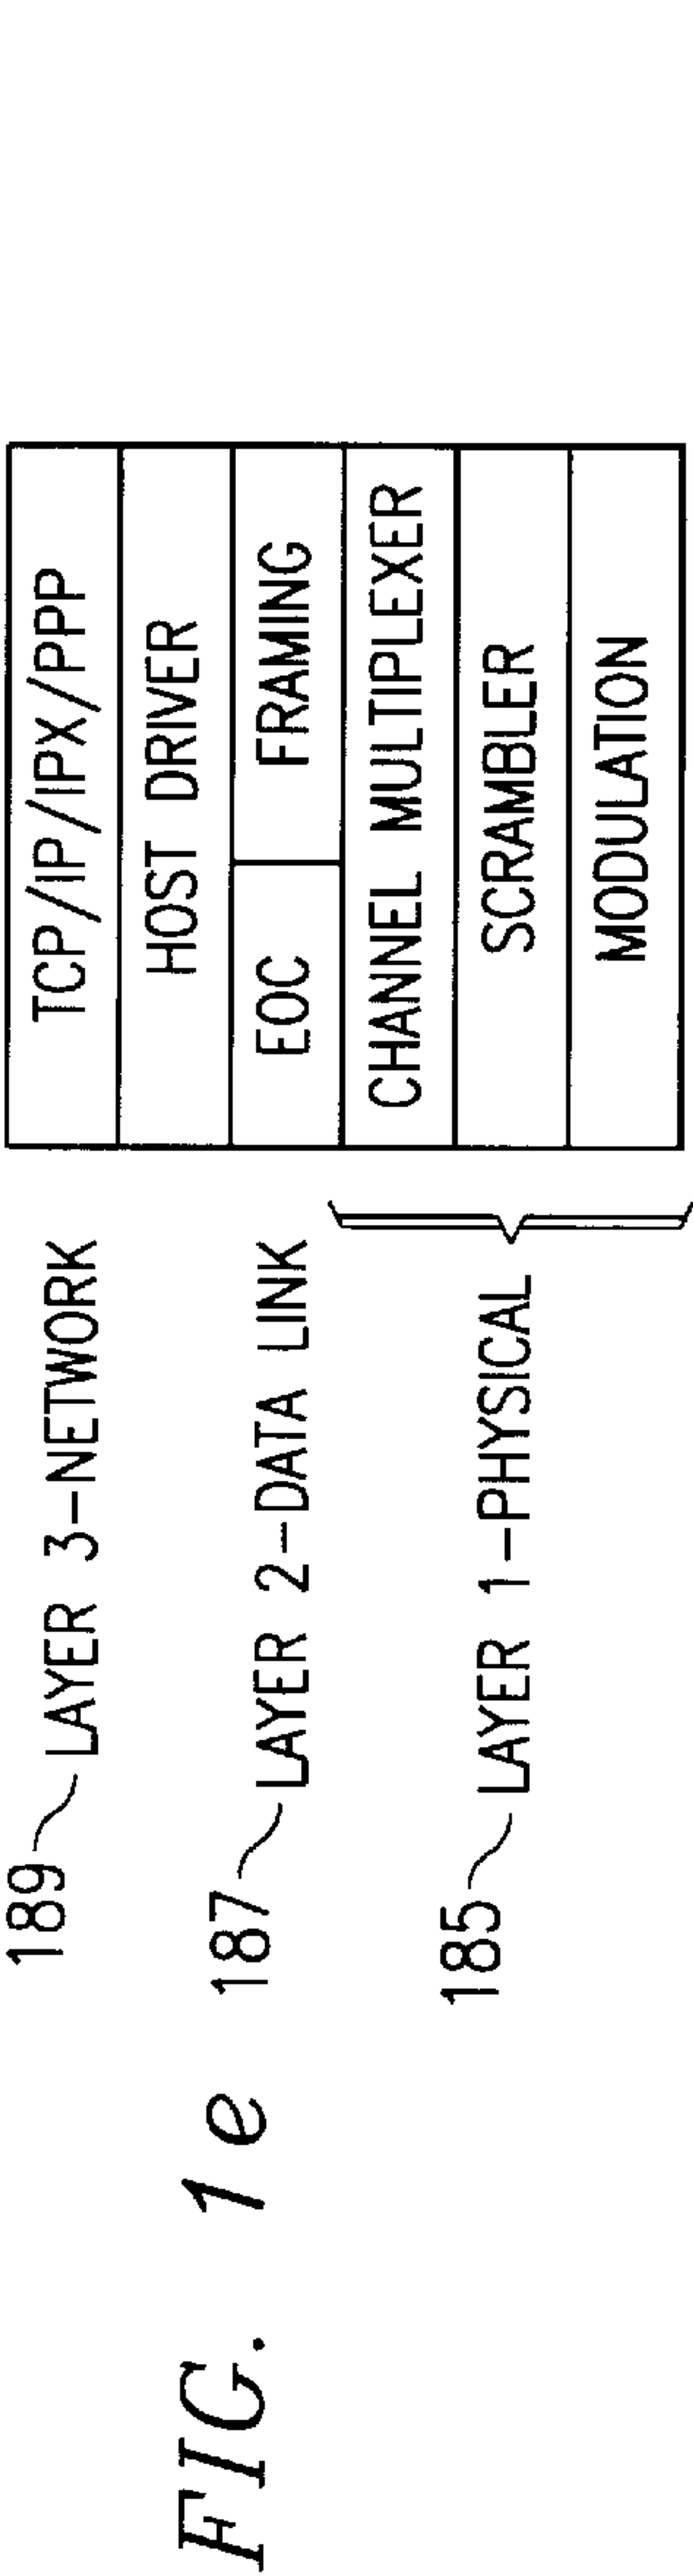 FIG. 1e
189 LAYER 3-NETWORK
187 LAYER 2-DATA LINK
185 LAYER 1-PHYSICAL
TCP/IP/IPX/PPP
HOST DRIVER
EOC FRAMING
CHANNEL MULTIPLEXER
SCRAMBLER
MODULATION